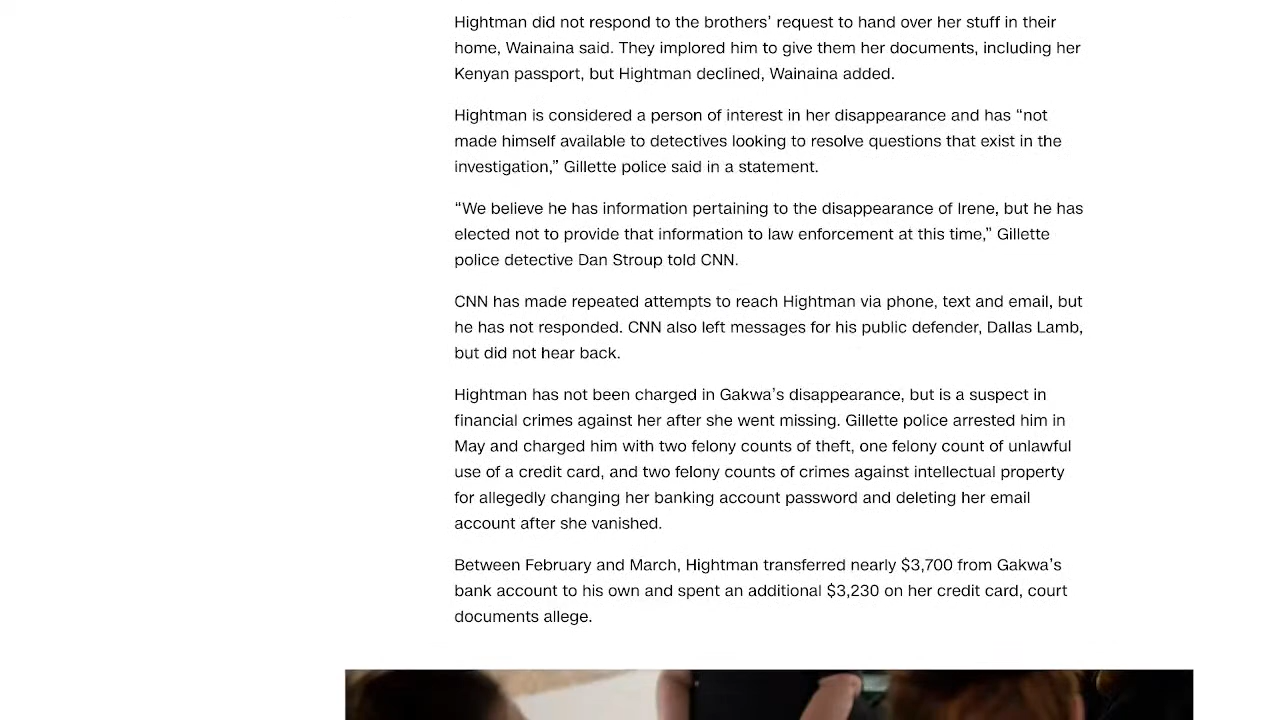 Hightman did not respond to the brothers’ request to hand over her stuff in their
home, Wainaina said. They implored him to give them her documents, including her
Kenyan passport, but Hightman declined, Wainaina added.
Hightman is considered a person of interest in her disappearance and has “not
made himself available to detectives looking to resolve questions that exist in the
investigation,” Gillette police said in a statement.
“We believe he has information pertaining to the disappearance of Irene, but he has
elected not to provide that information to law enforcement at this time,” Gillette
police detective Dan Stroup told CNN.
CNN has made repeated attempts to reach Hightman via phone, text and email, but
he has not responded. CNN also left messages for his public defender, Dallas Lamb,
but did not hear back.
Hightman has not been charged in Gakwa’s disappearance, but is a suspect in
financial crimes against her after she went missing. Gillette police arrested him in
May and charged him with two felony counts of theft, one felony count of unlawful
use of a credit card, and two felony counts of crimes against intellectual property
for allegedly changing her banking account password and deleting her email
account after she vanished.
Between February and March, Hightman transferred nearly $3,700 from Gakwa’s
bank account to his own and spent an additional $3,230 on her credit card, court
documents allege.